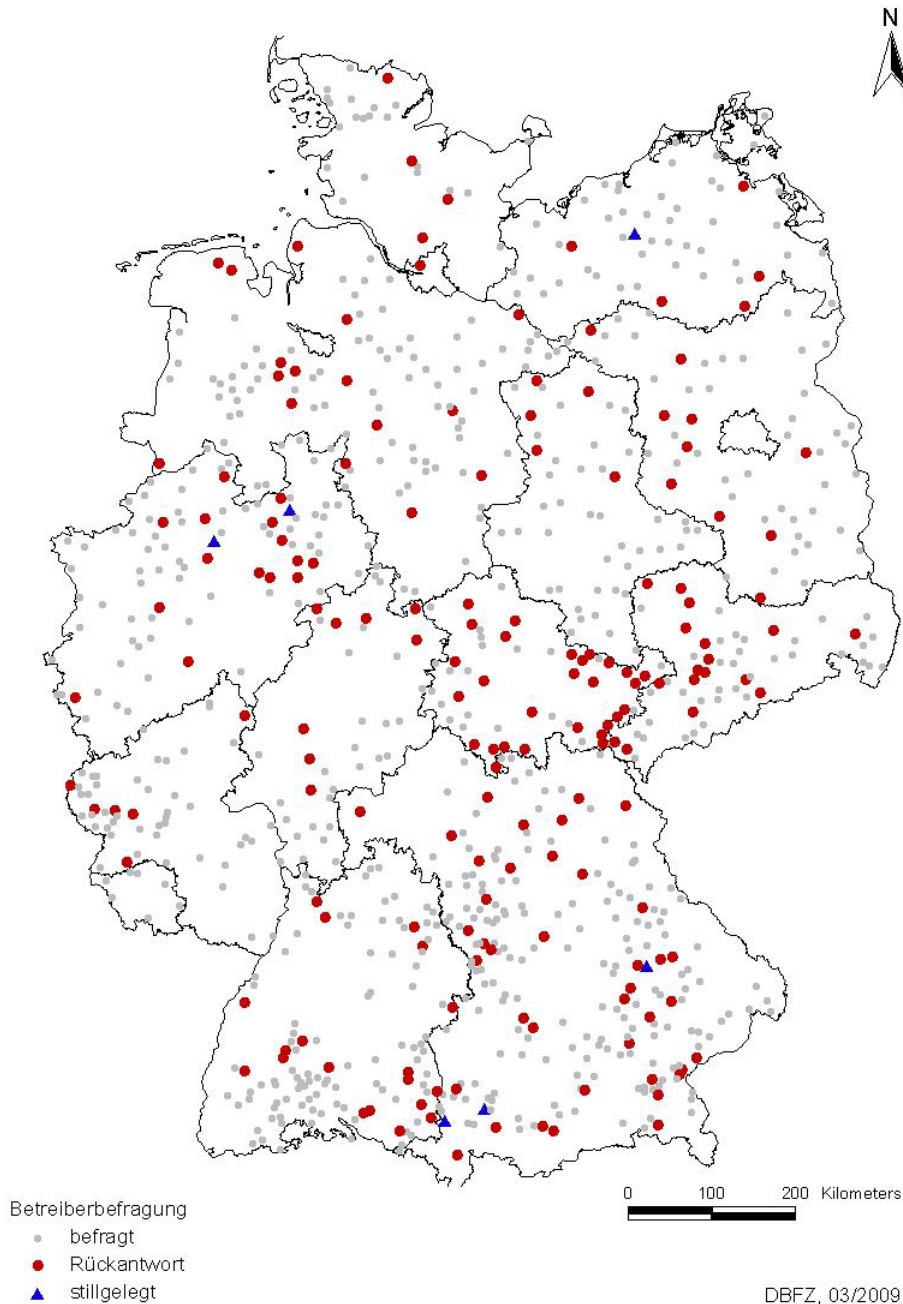 N
0 100 200 Kilometers
Betreiberbefragung
befragt
Rückantwort
stillgelegt
DBFZ, 03/2009